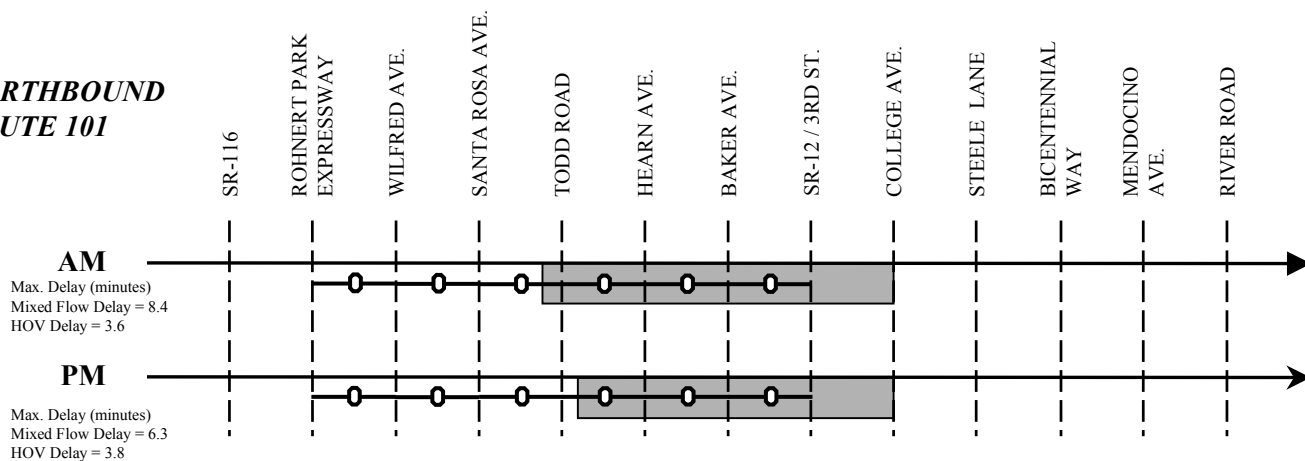 RTHBOUND
UTE 101
SR-116
ROHNERT PARK
EXPRESSWAY
WILFRED AVE.
SANTA ROSA AVE.
TODD ROAD
HEARN AVE.
BAKER AVE.
SR-12 / 3RD ST.
COLLEGE AVE.
STEELE LANE
BICENTENNIAL
WAY
MENDOCINO
AVE.
RIVER ROAD
AM
Max. Delay (minutes)
Mixed Flow Delay = 8.4
HOV Delay = 3.6
PM
Max. Delay (minutes)
Mixed Flow Delay = 6.3
HOV Delay = 3.8